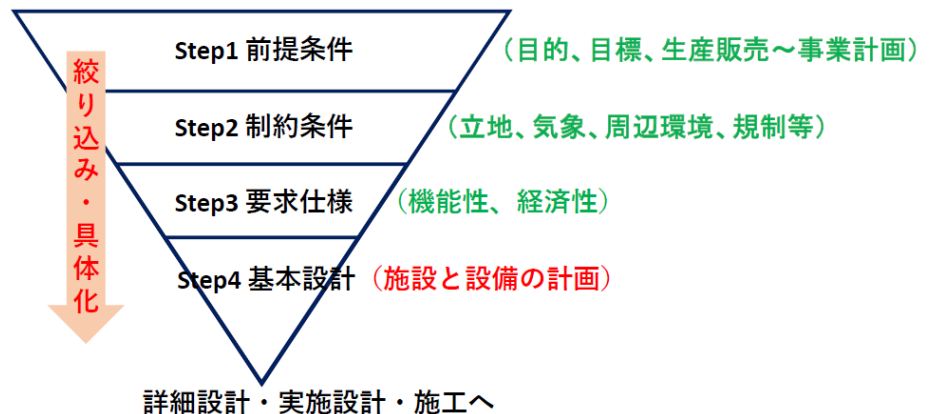 Step1 前提条件 （目的、目標、生産販売～事業計画）
Step2 制約条件 （立地、気象、周辺環境、規制等）
Step3 要求仕様 （機能性、経済性）
Step4 基本設計 （施設と設備の計画）
絞り込み・具体化
詳細設計・実施設計・施工へ